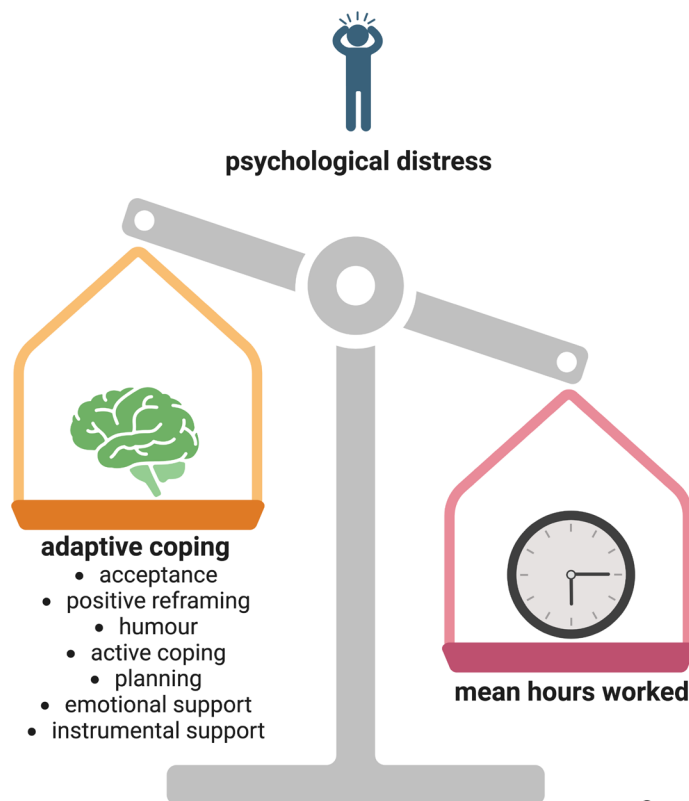 psychological distress
adaptive coping
• acceptance
• positive reframing
• humour
• active coping
• planning
• emotional support
• instrumental support
mean hours worked